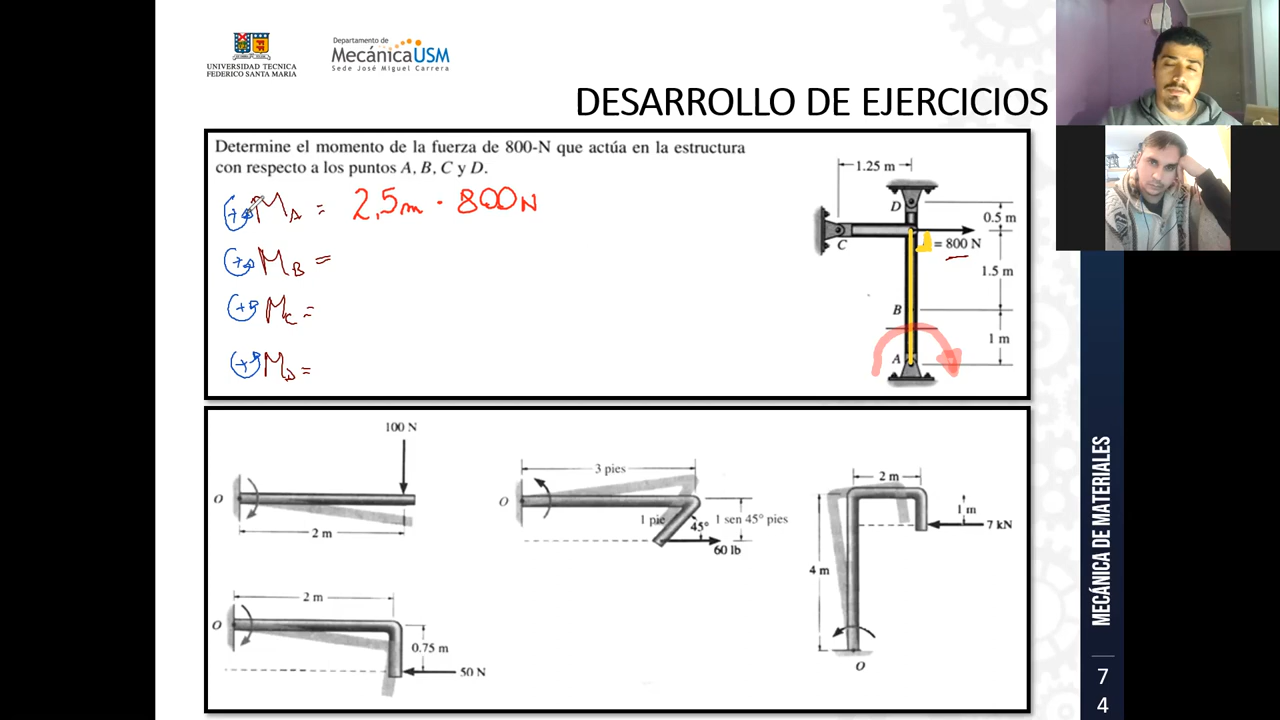 UNIVERSIDAD TECNICA
FEDERICO SANTA MARIA
Departamento de
MecánicaUSM
Sede José Miguel Carrera
DESARROLLO DE EJERCICIOS
Determine el momento de la fuerza de 800-N que actúa en la estructura
con respecto a los puntos A, B, C y D.
+ MA = 2,5m · 800N
+ MB =
+ MC =
+ MD =
1.25 m
D
0.5 m
C
= 800 N
1.5 m
B
1 m
A
100 N
O
2 m
3 pies
O
1 pie
45°
1 sen 45° pies
60 lb
2 m
1 m
7 kN
4 m
O
2 m
O
0.75 m
50 N
MECÁNICA DE MATERIALES
7
4